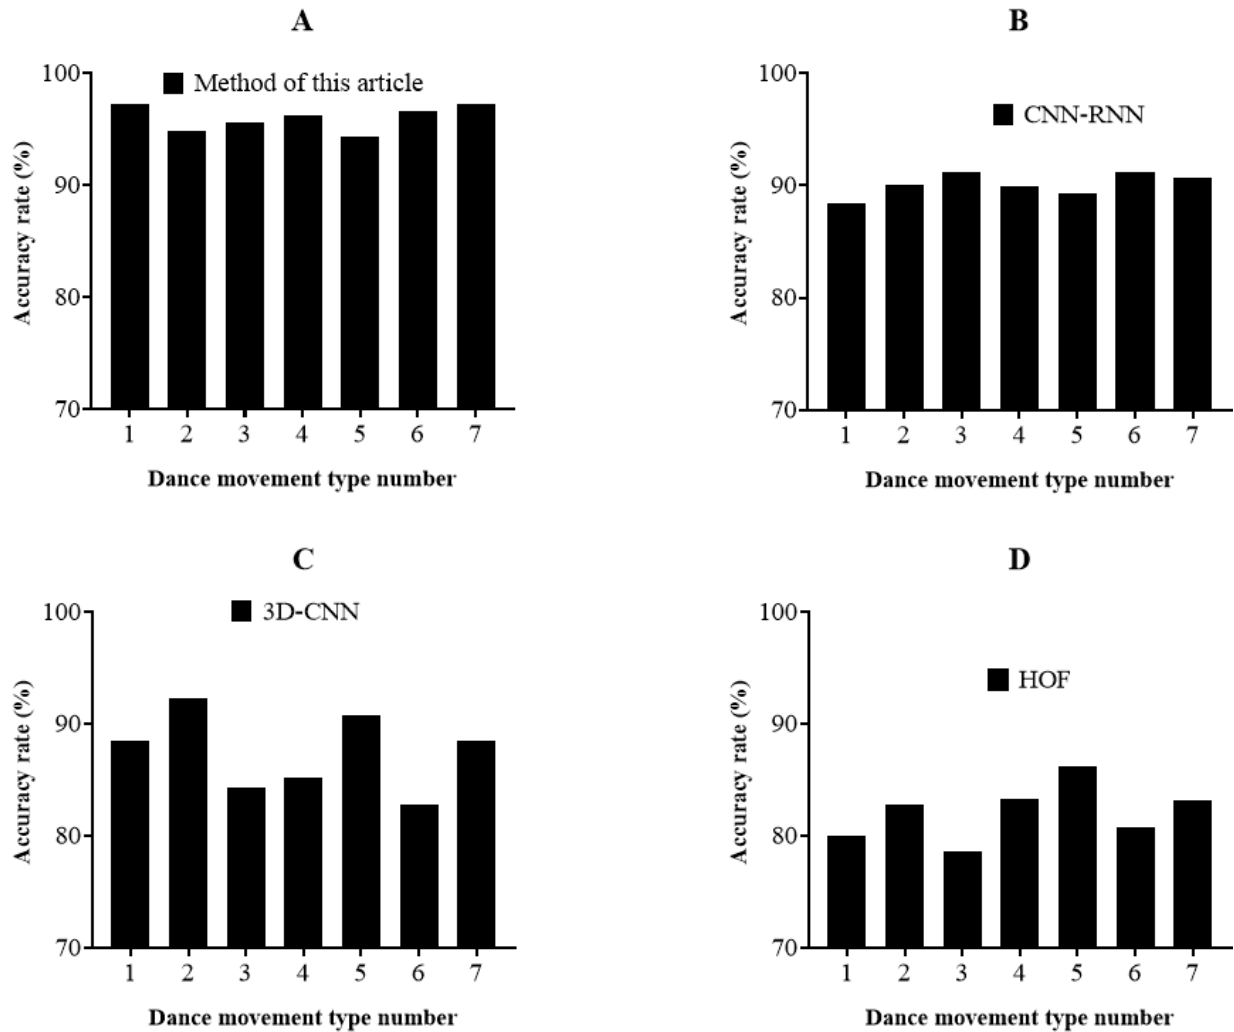 A
100
90
80
70
Accuracy rate (%)
Method of this article
1 2 3 4 5 6 7
Dance movement type number
B
100
90
80
70
Accuracy rate (%)
CNN-RNN
1 2 3 4 5 6 7
Dance movement type number
C
100
90
80
70
Accuracy rate (%)
3D-CNN
1 2 3 4 5 6 7
Dance movement type number
D
100
90
80
70
Accuracy rate (%)
HOF
1 2 3 4 5 6 7
Dance movement type number